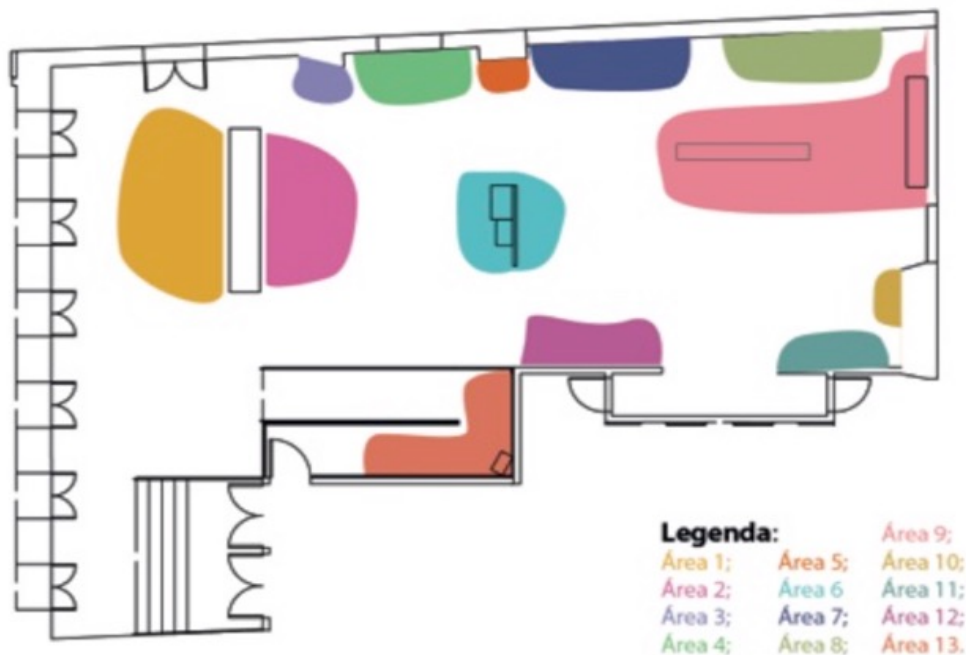 Legenda:
Área 1;
Área 2;
Área 3;
Área 4;
Área 5;
Área 6
Área 7;
Área 8;
Área 9;
Área 10;
Área 11;
Área 12;
Área 13.